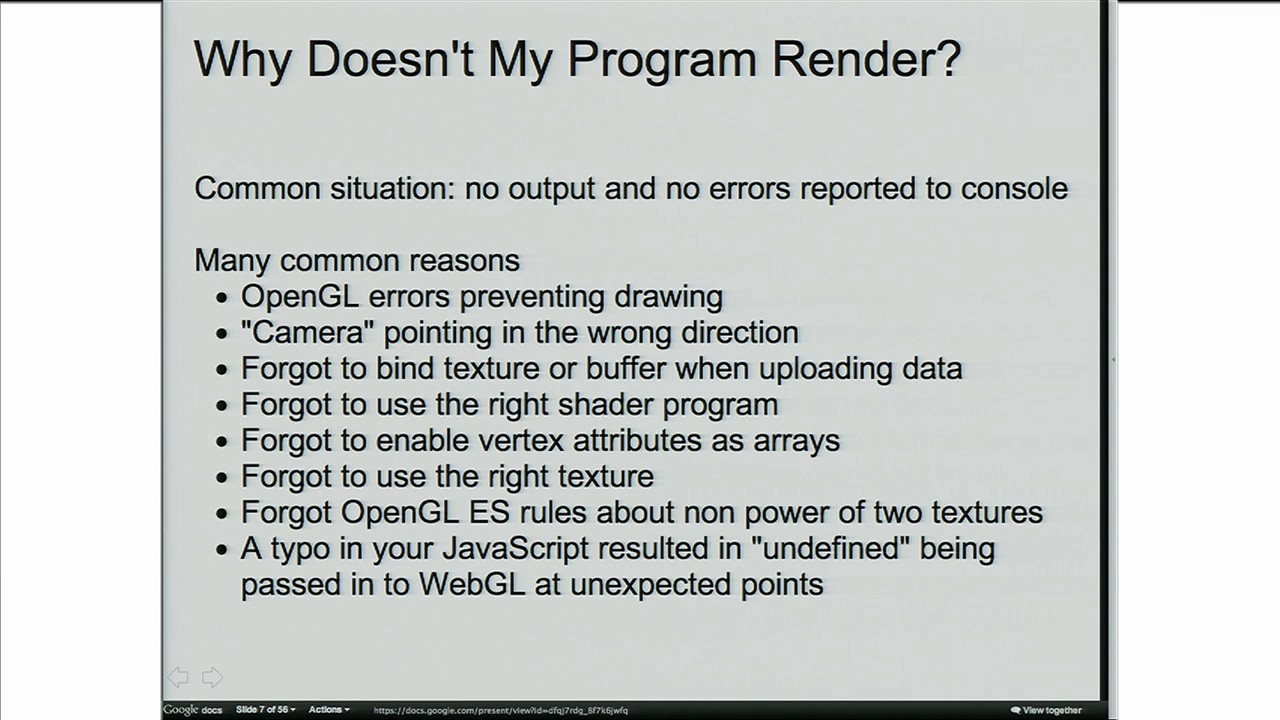 Why Doesn't My Program Render?
Common situation: no output and no errors reported to console
Many common reasons
• OpenGL errors preventing drawing
• "Camera" pointing in the wrong direction
• Forgot to bind texture or buffer when uploading data
• Forgot to use the right shader program
• Forgot to enable vertex attributes as arrays
• Forgot to use the right texture
• Forgot OpenGL ES rules about non power of two textures
• A typo in your JavaScript resulted in "undefined" being
passed in to WebGL at unexpected points
Google docs Slide 7 of 56 Actions https://docs.google.com/present/view?id=dfqj7rdg_8f7k6jwfq View together